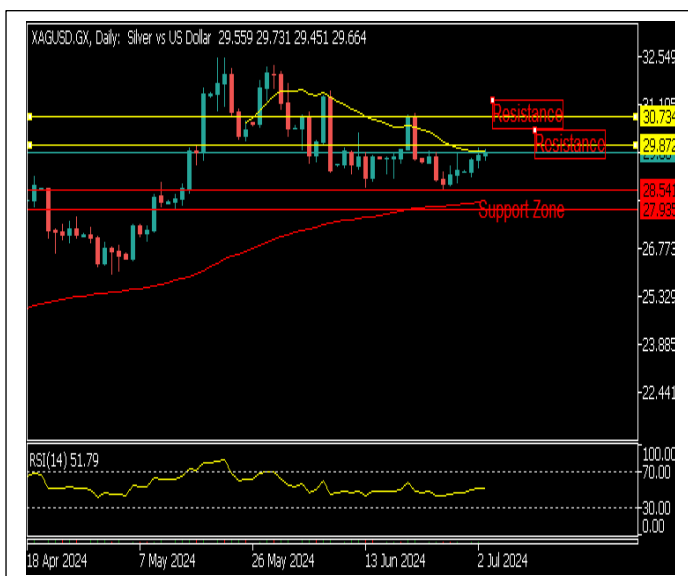 XAGUSD.GX, Daily: Silver vs US Dollar 29.559 29.731 29.451 29.664
32.549
31.105
30.734
Resistance
29.872
Resistance
28.541
27.935
Support Zone
26.773
25.329
23.885
22.441
RSI(14) 51.79
100.00
70.00
30.00
0.00
18 Apr 2024 7 May 2024 26 May 2024 13 Jun 2024 2 Jul 2024